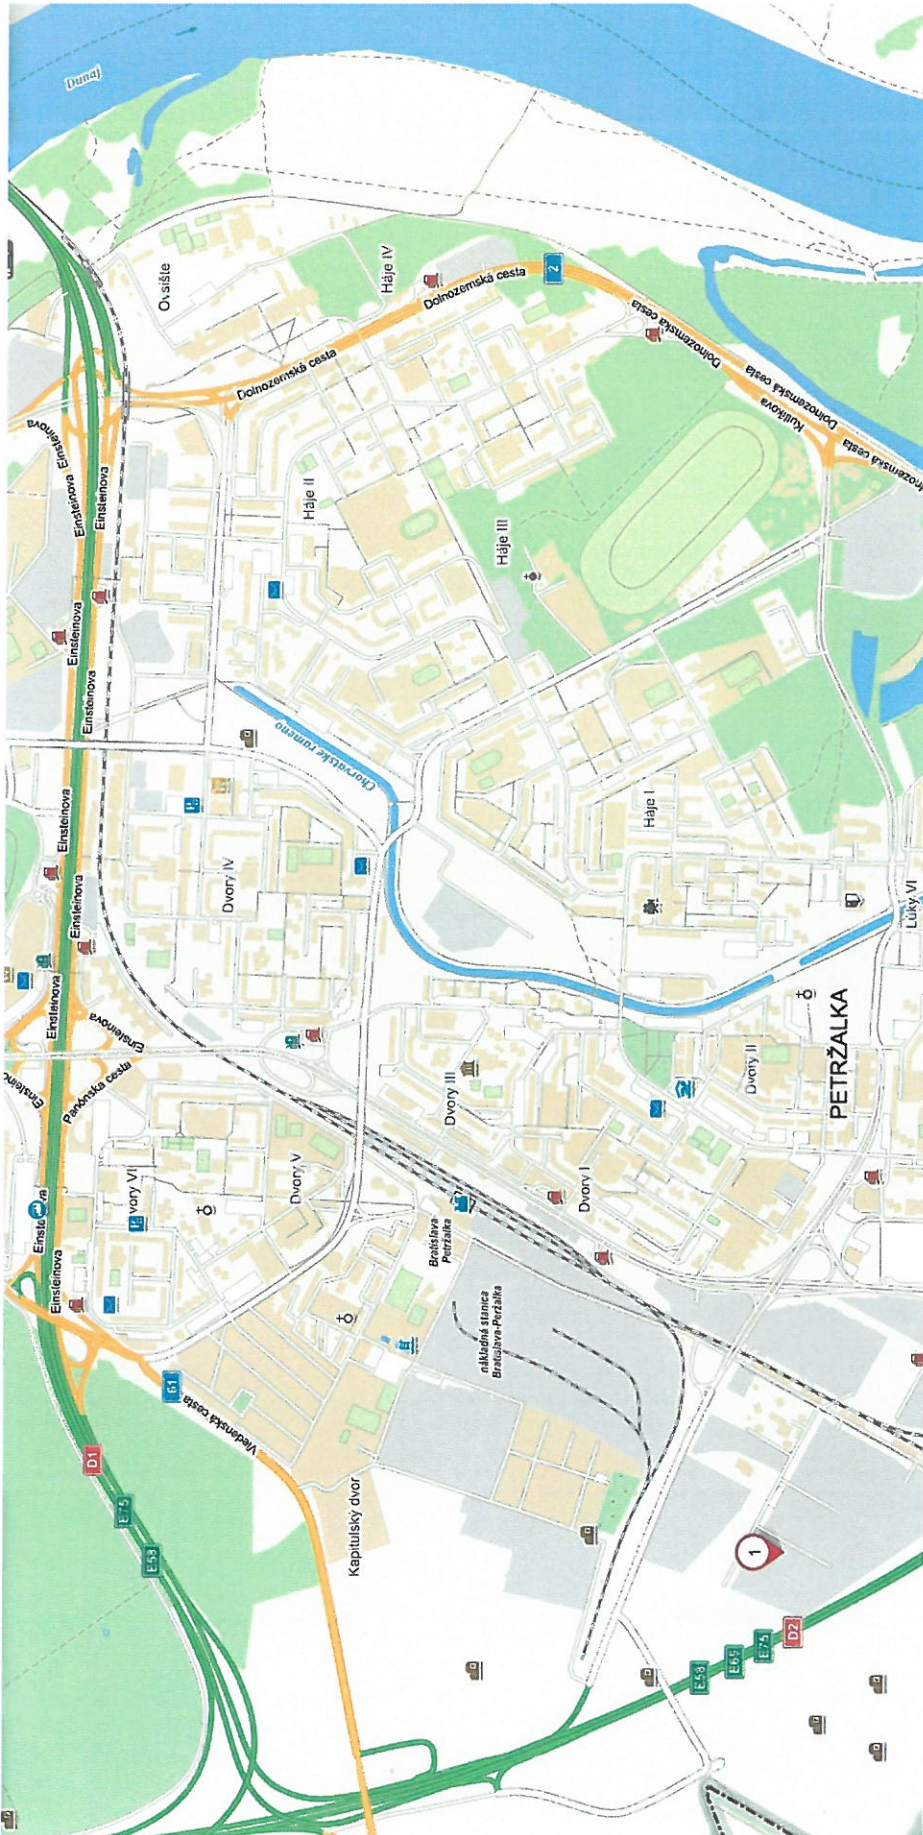 Dunaj
Ovsište
Háje IV
Dolnozemská cesta
2
Dolnozemská cesta
Dolnozemská cesta
Dolnozemská cesta
Dolnozemská cesta
Kutlíkova
Dolnozemská cesta
Einsteinova
Einsteinova
Einsteinova
Einsteinova
Einsteinova
Einsteinova
Einsteinova
Einsteinova
Einsteinova
Einsteinova
Einsteinova
Einsteinova
Panónska cesta
Háje II
Háje III
Chorvátske rameno
Háje I
Dvory IV
Lúky VI
Dvory III
Dvory II
PETRŽALKA
Dvory V
vory VI
Dvory I
Bratislava-
Petržalka
nákladná stanica
Bratislava-Peržalka
61
Viedenská cesta
D1
E75
E58
Kapitulský dvor
1
E58
E65
E75
D2